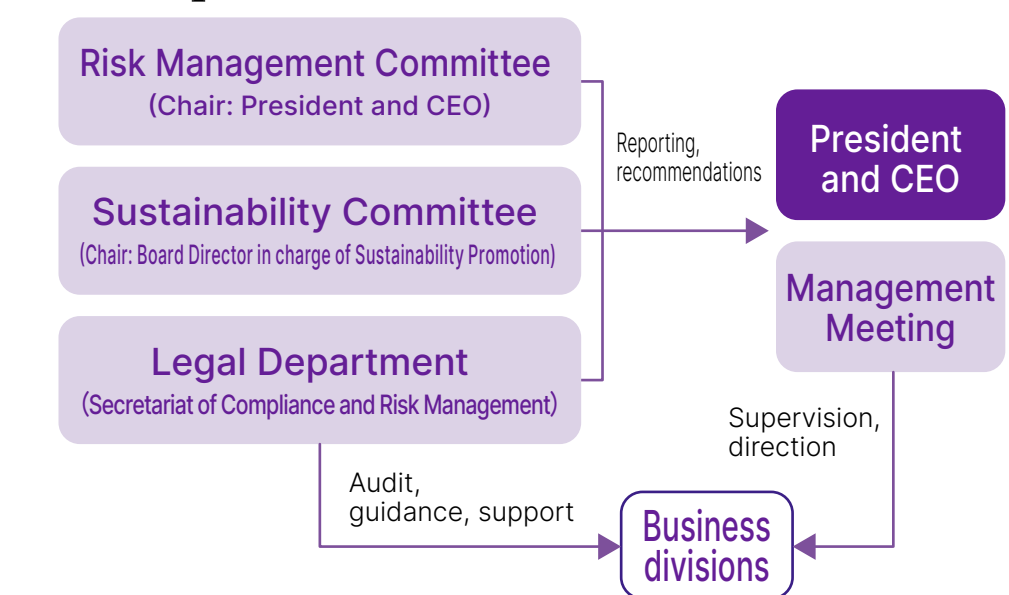 Risk Management Committee
(Chair: President and CEO)
Sustainability Committee
(Chair: Board Director in charge of Sustainability Promotion)
Legal Department
(Secretariat of Compliance and Risk Management)
Reporting,
recommendations
President
and CEO
Management
Meeting
Supervision,
direction
Audit,
guidance, support
Business
divisions